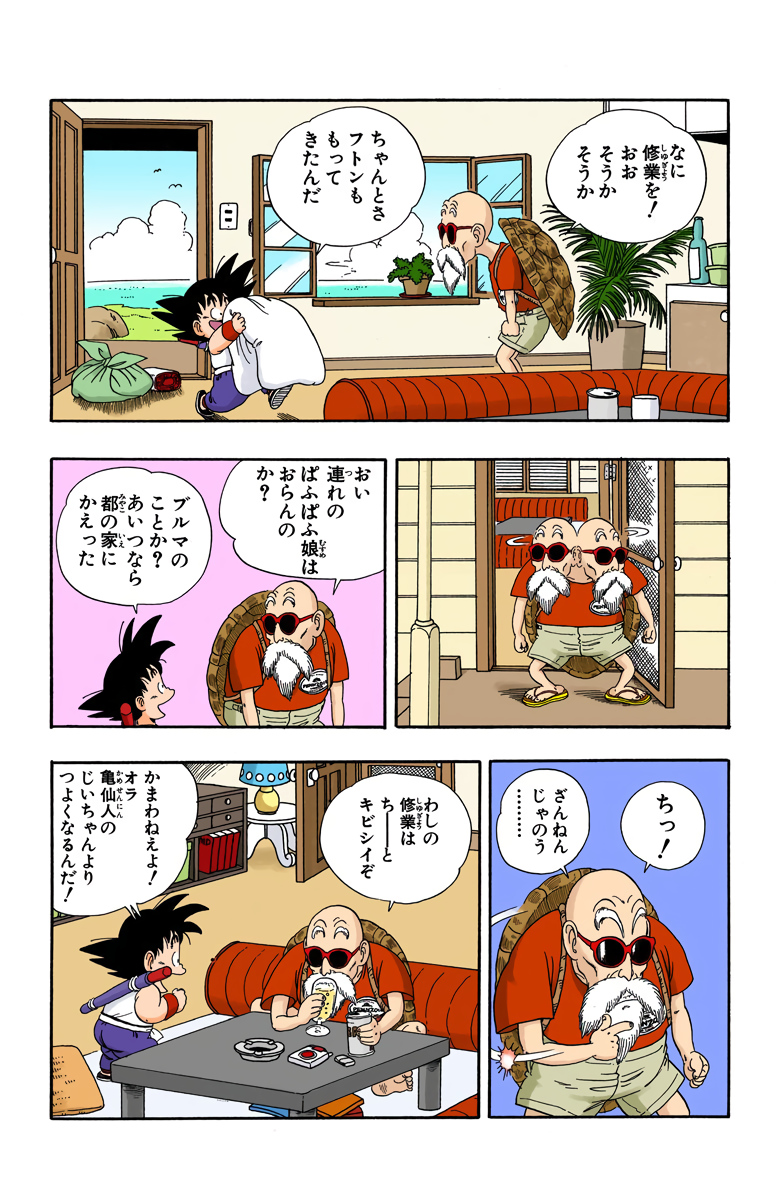 なに
修業を！
おお
そうか
そうか
ちゃんとさ
フトンも
もって
きたんだ
おい
連れの
ぱふぱふ娘は
おらんの
か？
ブルマの
ことか？
あいつなら
都の家に
かえった
ちっ！
ざんねん
じゃのう
………
わしの
修業は
ち──と
キビシイぞ
かまわねえよ！
オラ
亀仙人の
じいちゃんより
つよくなるんだ！